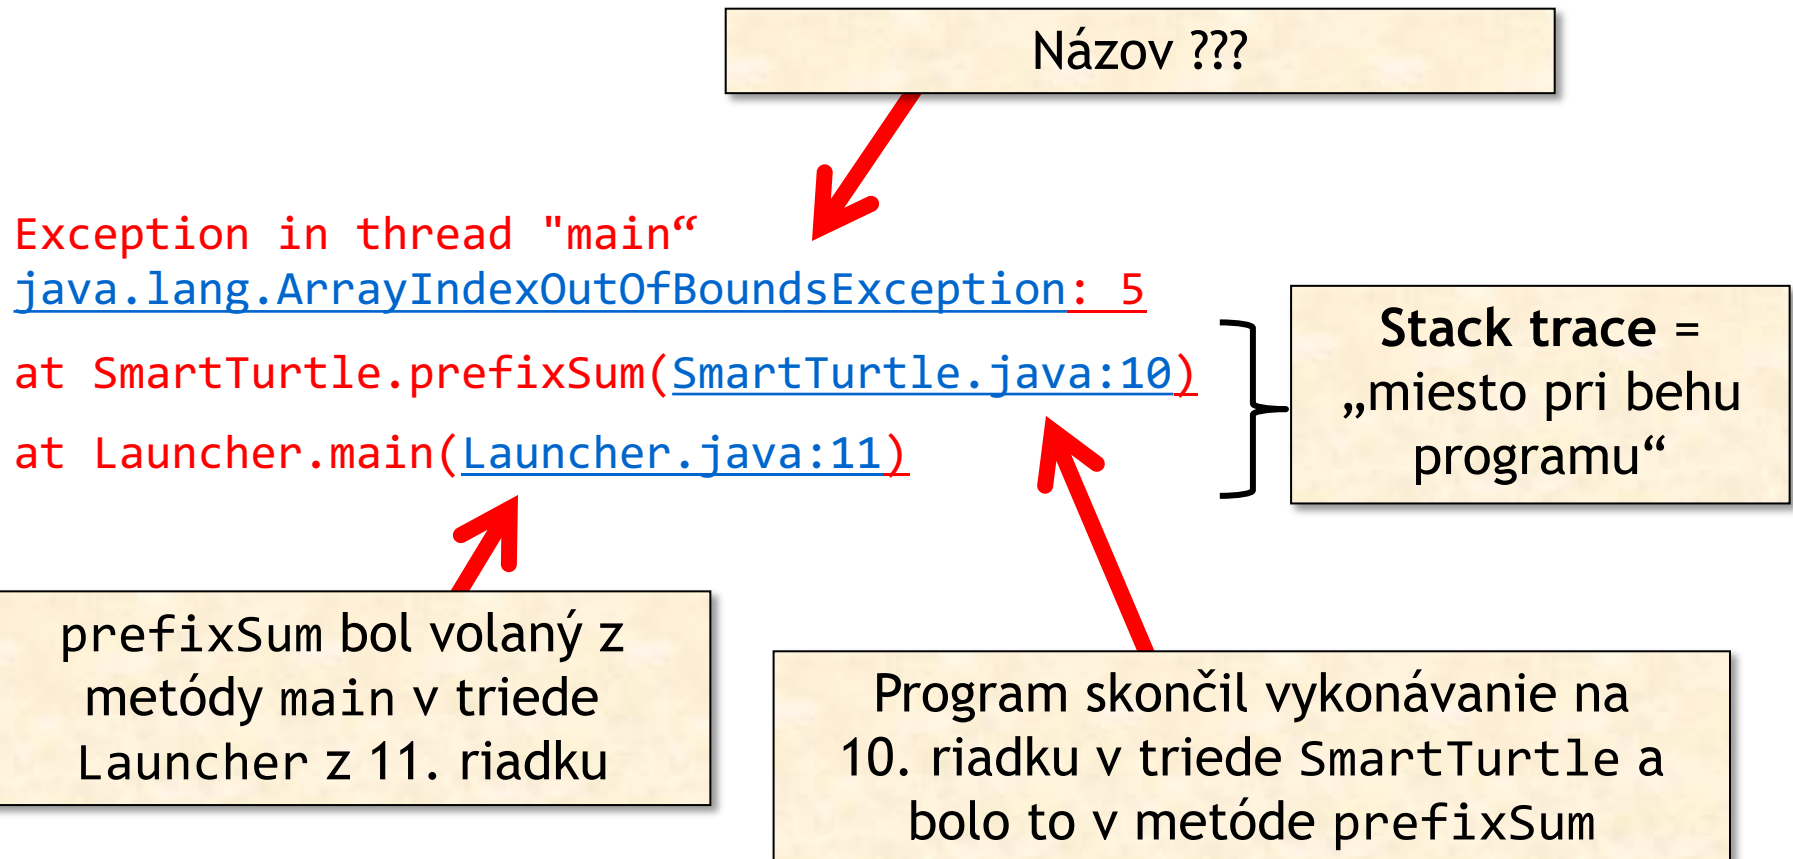 Názov ???
Exception in thread "main“
java.lang.ArrayIndexOutOfBoundsException: 5
at SmartTurtle.prefixSum(SmartTurtle.java:10)
at Launcher.main(Launcher.java:11)
Stack trace =
„miesto pri behu
programu“
prefixSum bol volaný z
metódy main v triede
Launcher z 11. riadku
Program skončil vykonávanie na
10. riadku v triede SmartTurtle a
bolo to v metóde prefixSum